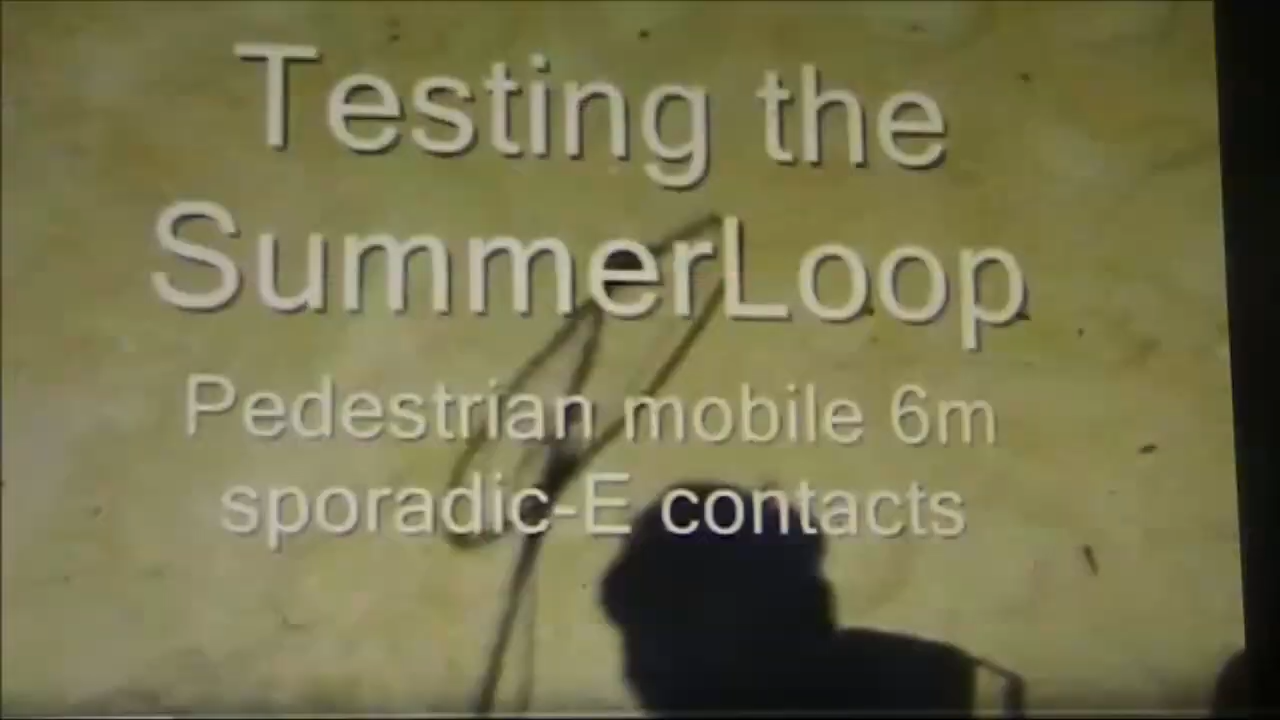 Testing the
SummerLoop
Pedestrian mobile 6m
sporadic-E contacts